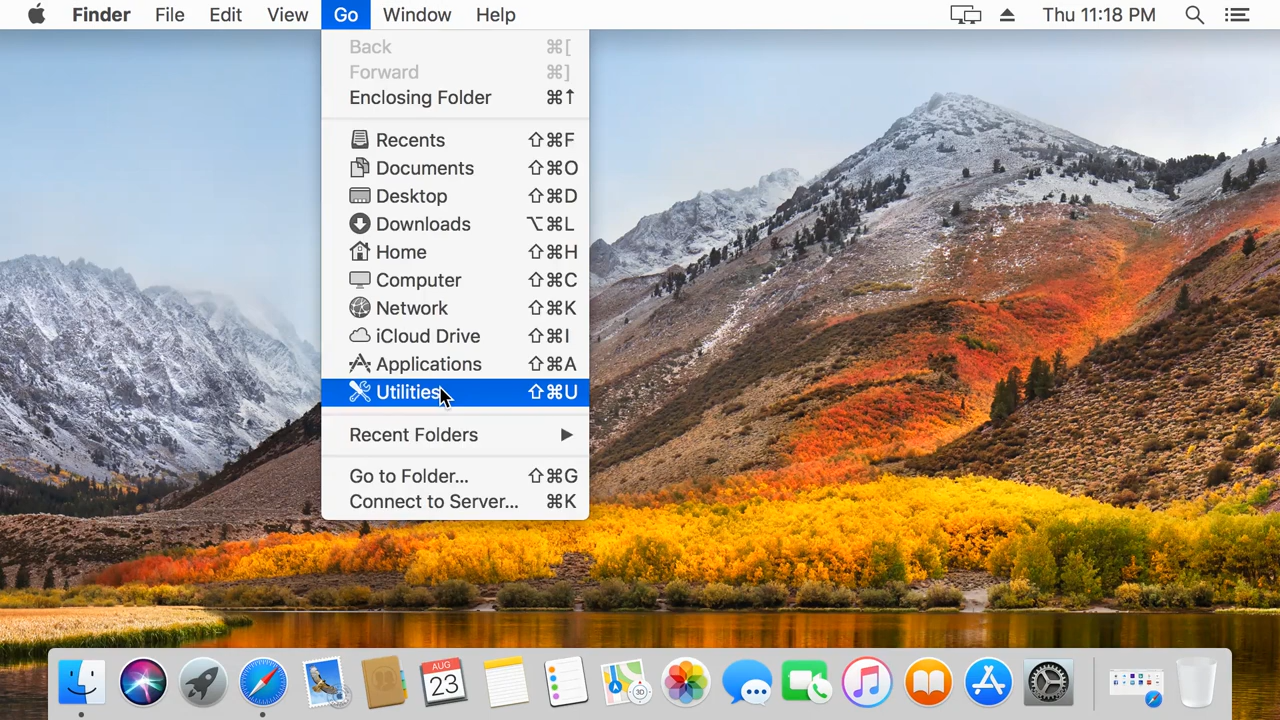 Finder File Edit View Go Window Help Thu 11:18 PM
Back ⌘[
Forward ⌘]
Enclosing Folder ⌘↑
Recents ⇧⌘F
Documents ⇧⌘O
Desktop ⇧⌘D
Downloads ⌥⌘L
Home ⇧⌘H
Computer ⇧⌘C
Network ⇧⌘K
iCloud Drive ⇧⌘I
Applications ⇧⌘A
Utilities ⇧⌘U
Recent Folders ▶
Go to Folder... ⇧⌘G
Connect to Server... ⌘K
AUG
23
3D